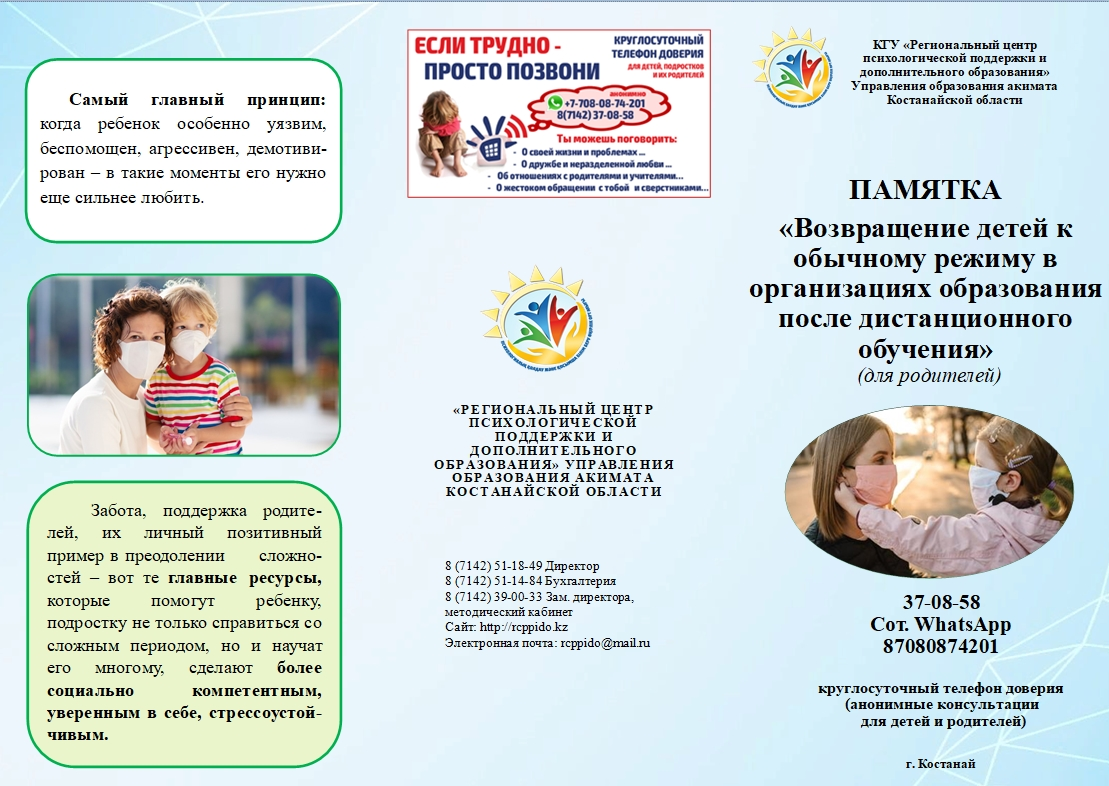 Самый главный принцип:
когда ребенок особенно уязвим,
беспомощен, агрессивен, демотиви-
рован – в такие моменты его нужно
еще сильнее любить.
Забота, поддержка родите-
лей, их личный позитивный
пример в преодолении сложно-
стей – вот те главные ресурсы,
которые помогут ребенку,
подростку не только справиться со
сложным периодом, но и научат
его многому, сделают более
социально компетентным,
уверенным в себе, стрессоустой-
чивым.
ЕСЛИ ТРУДНО -
ПРОСТО ПОЗВОНИ
КРУГЛОСУТОЧНЫЙ
ТЕЛЕФОН ДОВЕРИЯ
ДЛЯ ДЕТЕЙ, ПОДРОСТКОВ
И ИХ РОДИТЕЛЕЙ
анонимно
+7-708-08-74-201
8(7142) 37-08-58
Ты можешь поговорить:
- О своей жизни и проблемах ...
- О дружбе и неразделенной любви ...
- Об отношениях с родителями и учителями...
- О жестоком обращении с тобой и сверстниками...
«РЕГИОНАЛЬНЫЙ ЦЕНТР
ПСИХОЛОГИЧЕСКОЙ
ПОДДЕРЖКИ И
ДОПОЛНИТЕЛЬНОГО
ОБРАЗОВАНИЯ» УПРАВЛЕНИЯ
ОБРАЗОВАНИЯ АКИМАТА
КОСТАНАЙСКОЙ ОБЛАСТИ
8 (7142) 51-18-49 Директор
8 (7142) 51-14-84 Бухгалтерия
8 (7142) 39-00-33 Зам. директора,
методический кабинет
Сайт: http://rcppido.kz
Электронная почта: rcppido@mail.ru
КГУ «Региональный центр
психологической поддержки и
дополнительного образования»
Управления образования акимата
Костанайской области
ПАМЯТКА
«Возвращение детей к
обычному режиму в
организациях образования
после дистанционного
обучения»
(для родителей)
37-08-58
Сот. WhatsApp
87080874201
круглосуточный телефон доверия
(анонимные консультации
для детей и родителей)
г. Костанай